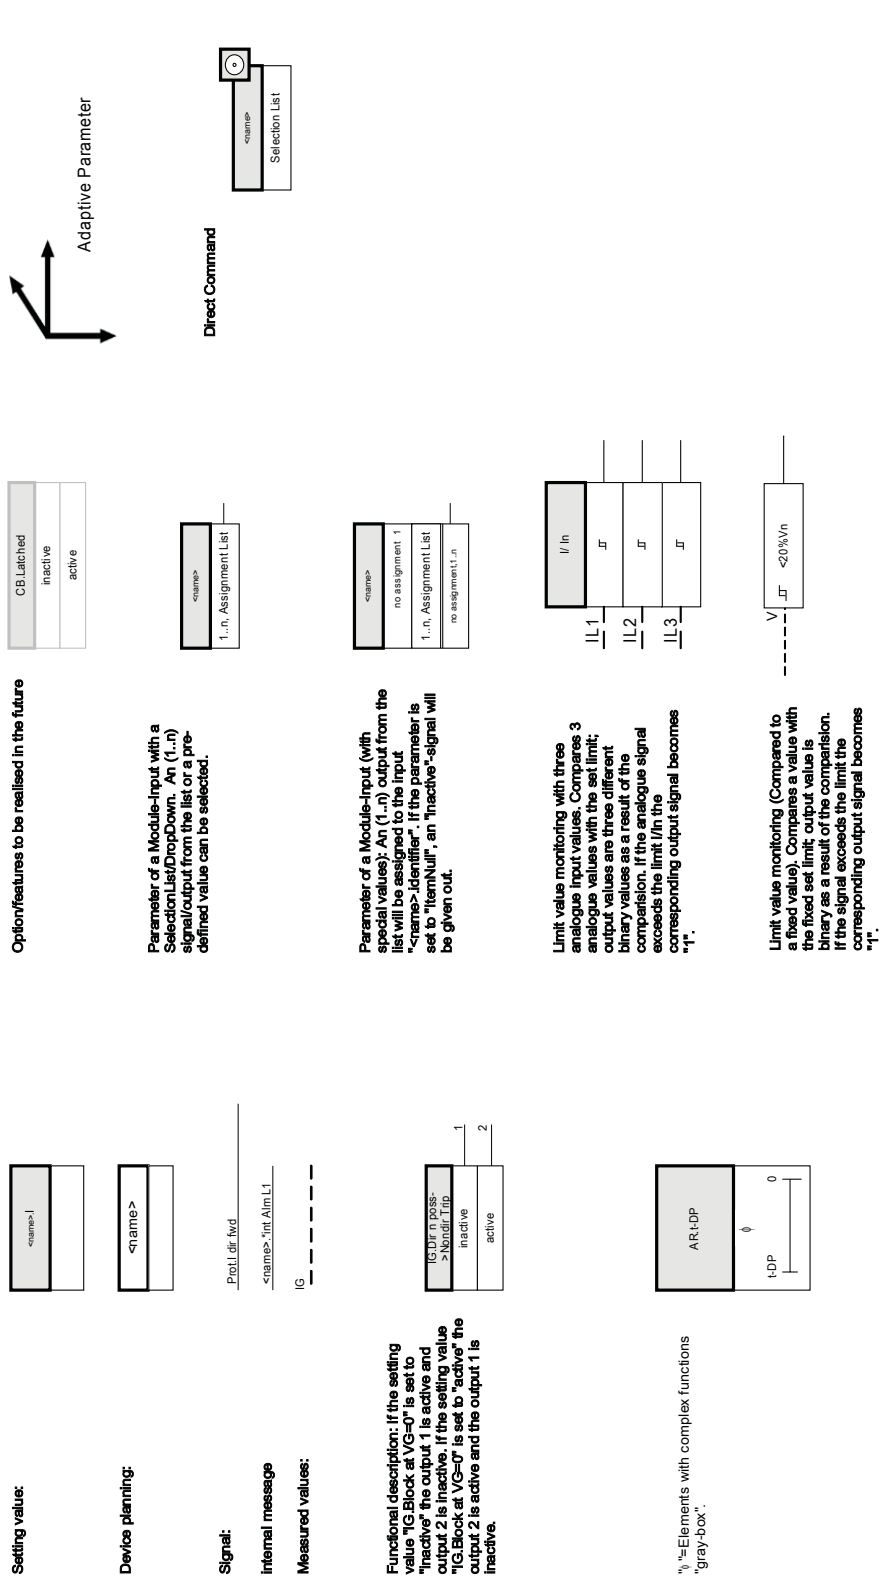 Setting value:
<name>.I
Device planning:
<name>
Signal:
Prot.I dir fwd
internal message
<name>.*int Alm L1
Measured values:
IG
Functional description: If the setting
value "IG.Block at VG=0" is set to
"inactive" the output 1 is active and
output 2 is inactive. If the setting value
"IG.Block at VG=0" is set to "active" the
output 2 is active and the output 1 is
inactive.
IG.Dir n poss-
>Nondir Trip
inactive
active
1
2
"ϕ"=Elements with complex functions
"gray-box".
AR.t-DP
ϕ
t-DP
0
Option/features to be realised in the future
CB.Latched
inactive
active
Parameter of a Module-Input with a
SelectionList/DropDown. An (1..n)
signal/output from the list or a pre-
defined value can be selected.
<name>
1..n, Assignment List
Parameter of a Module-Input (with
special values): An (1..n) output from the
list will be assigned to the input
"<name>.identifier". If the parameter is
set to "ItemNull", an "Inactive"-signal will
be given out.
<name>
no assignment 1
1..n, Assignment List
no assignment,1..n
Limit value monitoring with three
analogue input values. Compares 3
analogue values with the set limit;
output values are three different
binary values as a result of the
comparision. If the analogue signal
exceeds the limit I/In the
corresponding output signal becomes
"1".
I/ In
IL1
IL2
IL3
Limit value monitoring (Compared to
a fixed value). Compares a value with
the fixed set limit; output value is
binary as a result of the comparision.
If the signal exceeds the limit the
corresponding output signal becomes
"1".
V
<20%Vn
Adaptive Parameter
Direct Command
<name>
Selection List